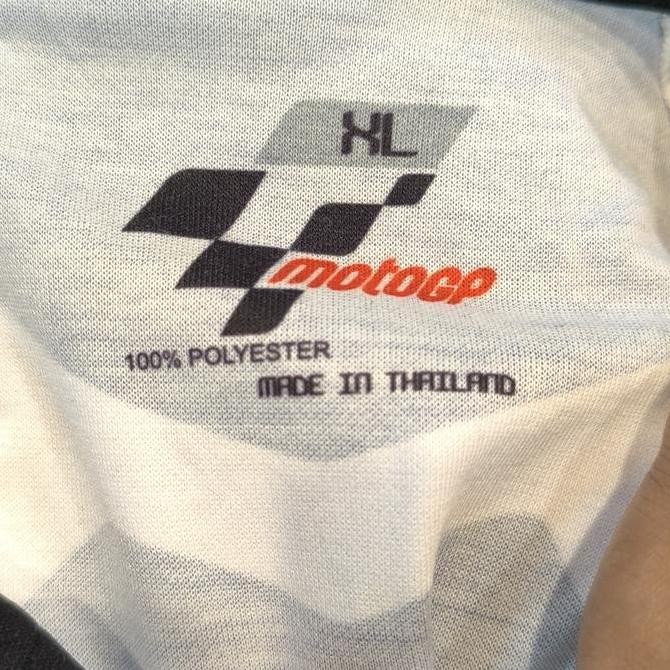 XL
motoGP
100% POLYESTER
MADE IN THAILAND